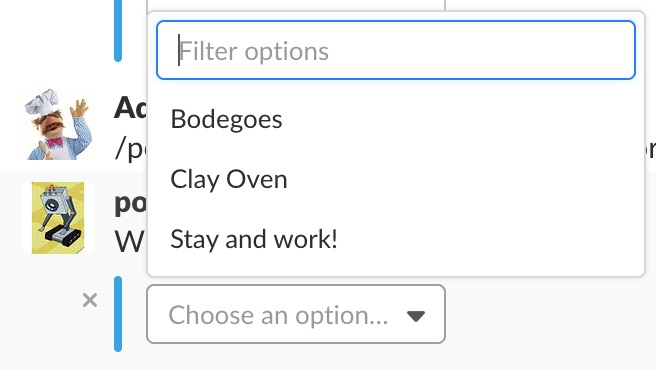 Filter options
Bodegoes
Ad
/p
Clay Oven
po
W
Stay and work!
Choose an option...